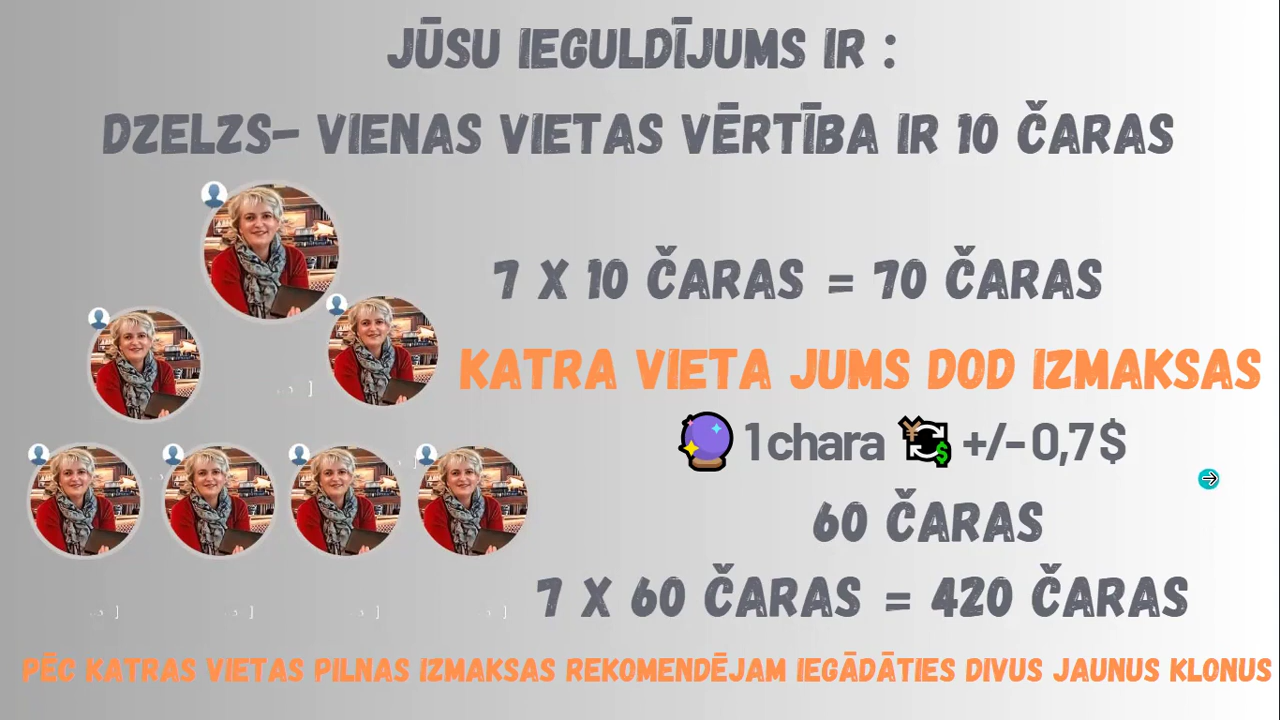 JŪSU IEGULDĪJUMS IR :
DZELZS- VIENAS VIETAS VĒRTĪBA IR 10 ČARAS
7 X 10 ČARAS = 70 ČARAS
KATRA VIETA JUMS DOD IZMAKSAS
1 chara +/- 0,7 $
60 ČARAS
7 X 60 ČARAS = 420 ČARAS
PĒC KATRAS VIETAS PILNAS IZMAKSAS REKOMENDĒJAM IEGĀDĀTIES DIVUS JAUNUS KLONUS